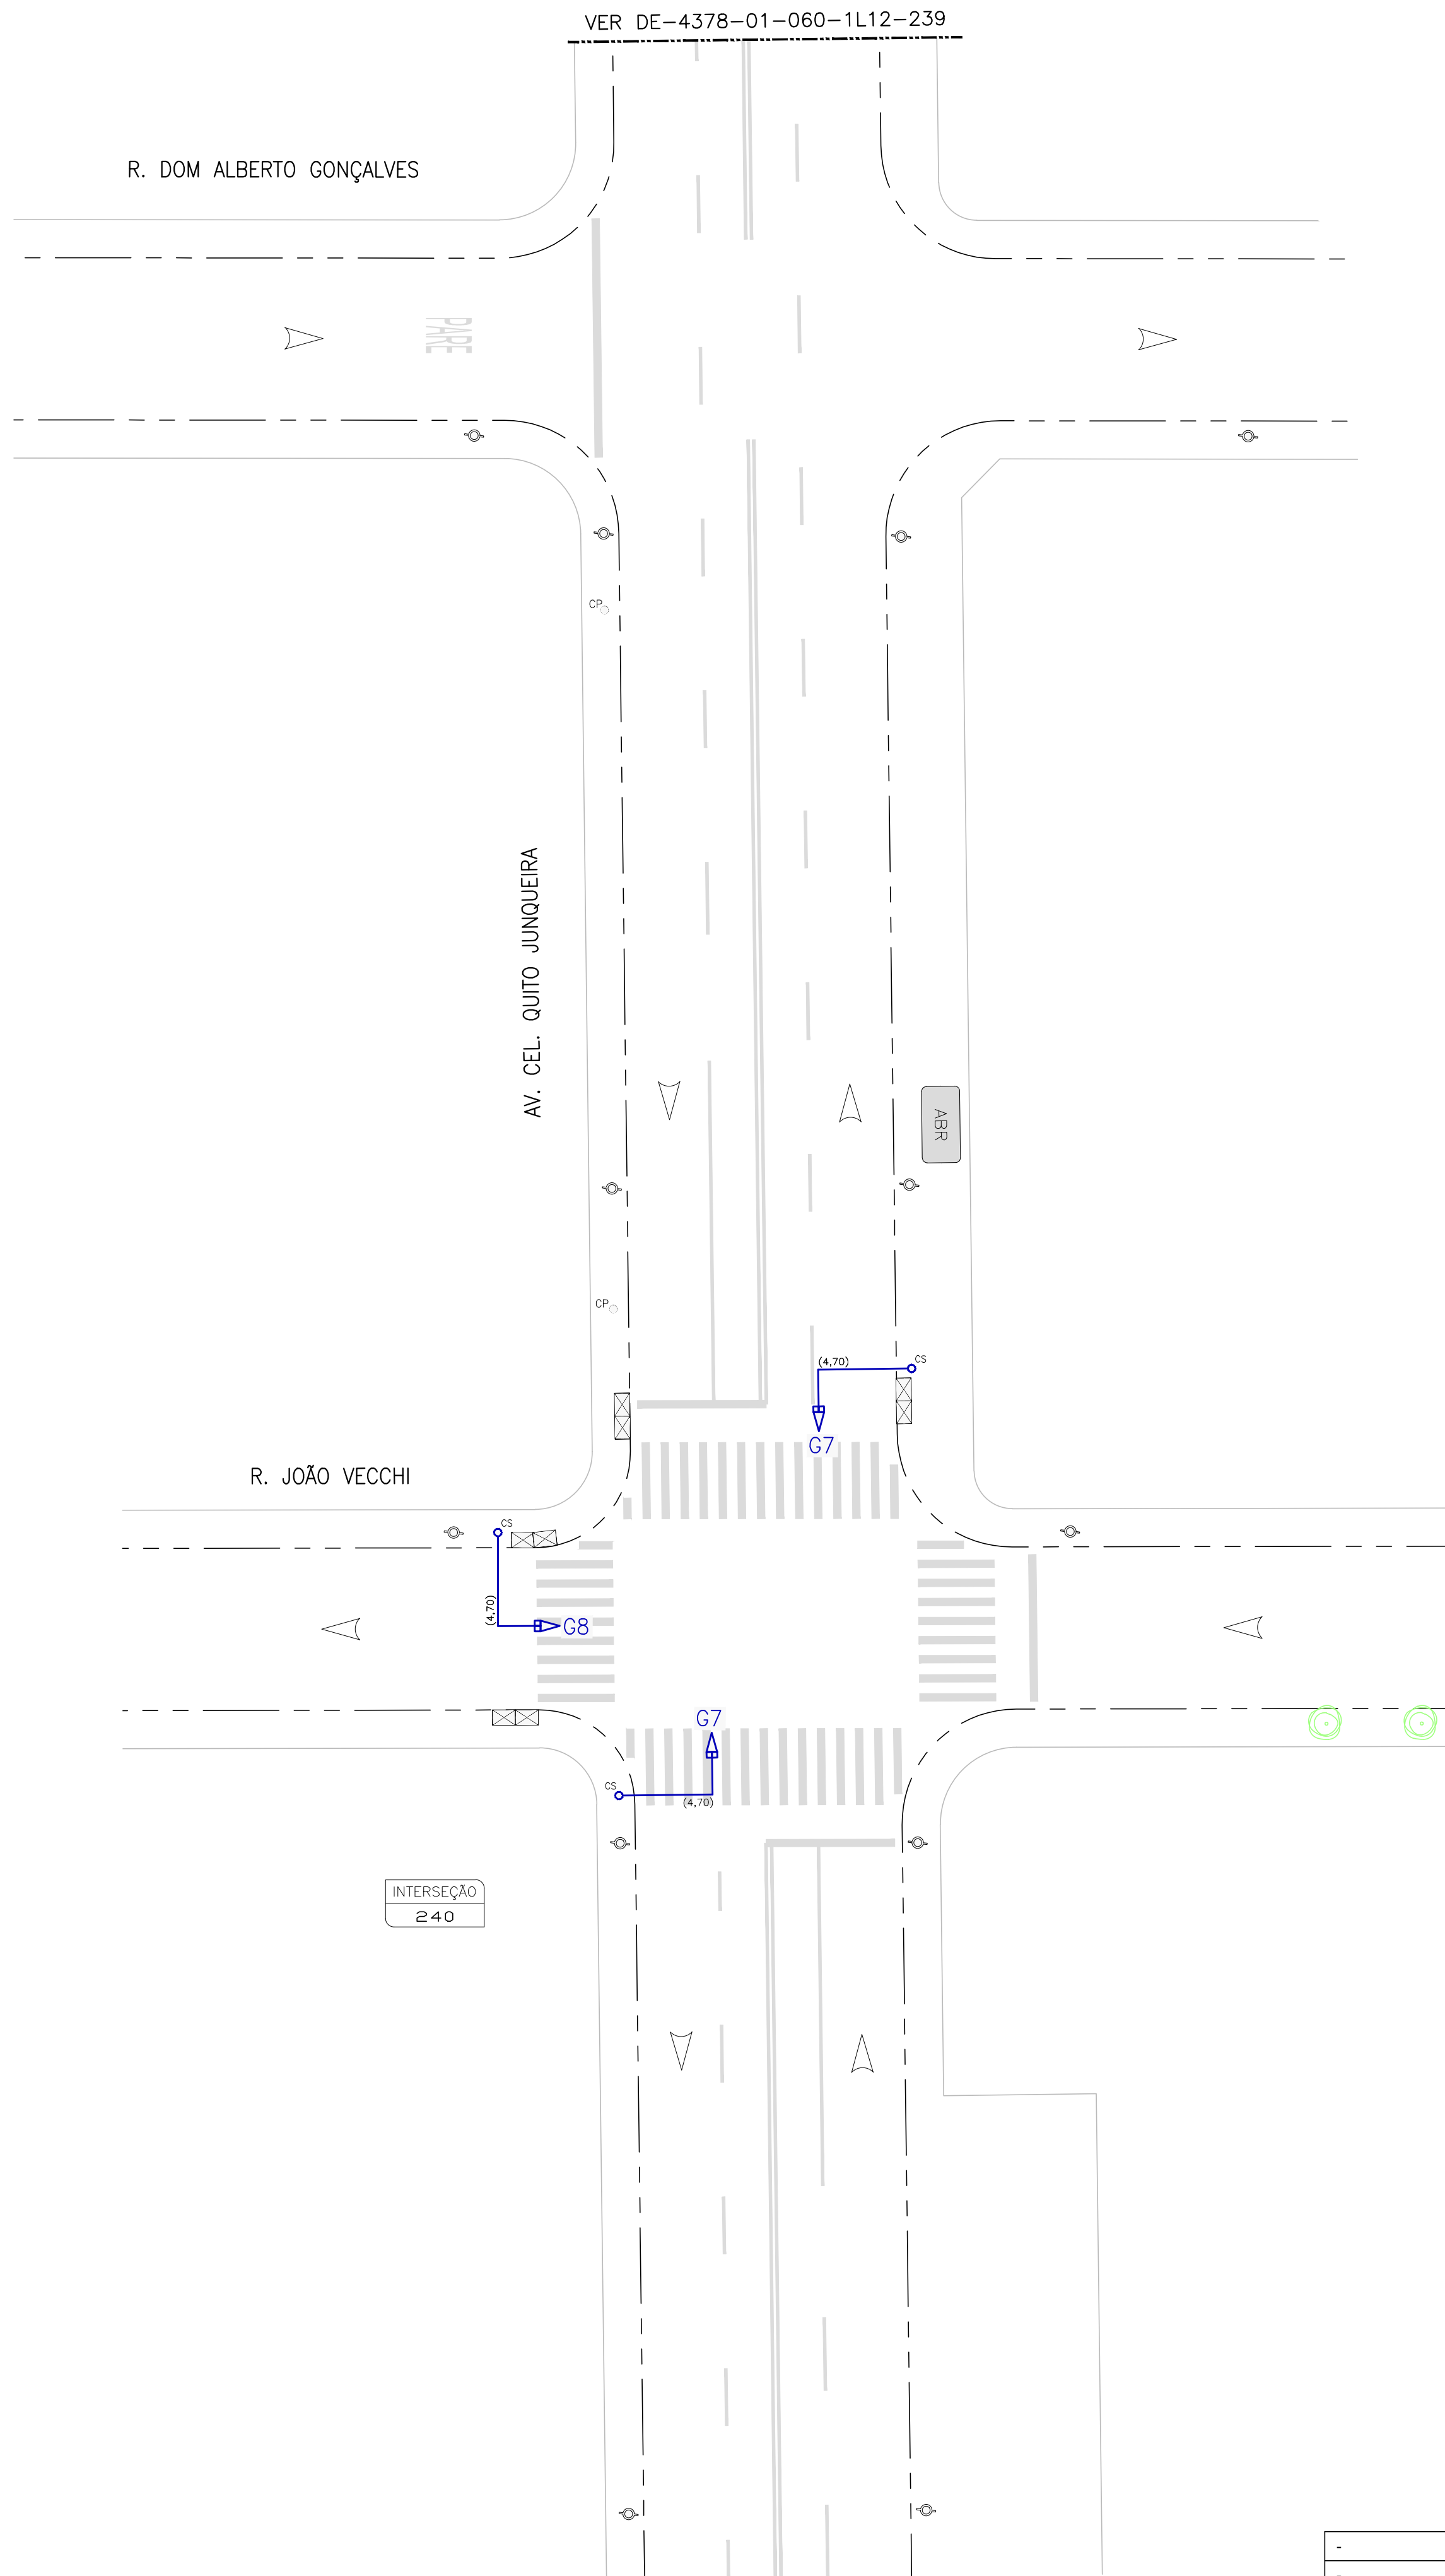 VER DE-4378-01-060-1L12-239
R. DOM ALBERTO GONÇALVES
PARE
CP
AV. CEL. QUITO JUNQUEIRA
ABR
CP
(4,70)
CS
G7
R. JOÃO VECCHI
CS
(4,70)
G8
G7
CS
(4,70)
INTERSEÇÃO
240
-